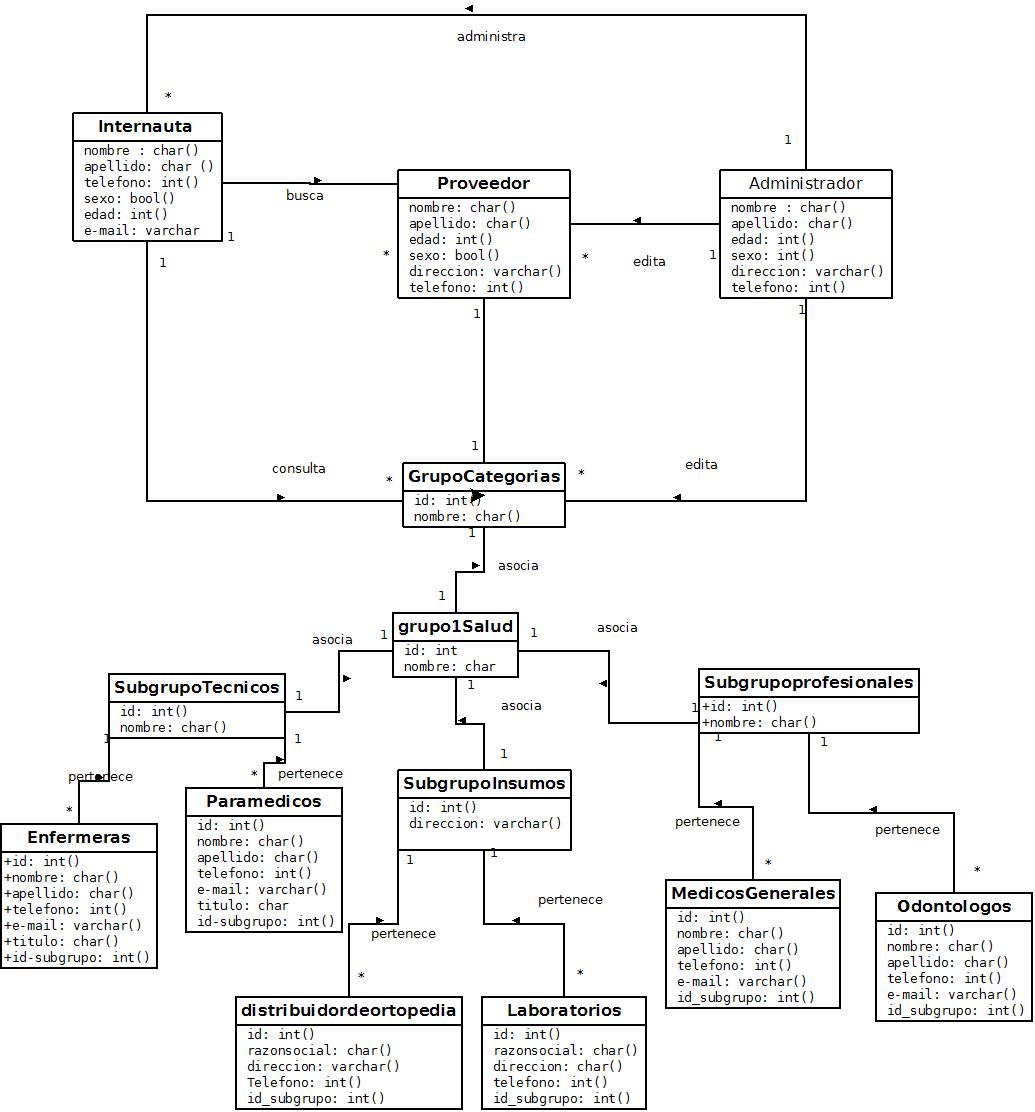 administra
*
1
Internauta
nombre : char()
apellido: char ()
telefono: int()
sexo: bool()
edad: int()
e-mail: varchar
1
1
busca
*
Proveedor
nombre: char()
apellido: char()
edad: int()
sexo: bool()
direccion: varchar()
telefono: int()
*
edita
1
Administrador
nombre : char()
apellido: char()
edad: int()
sexo: int()
direccion: varchar()
telefono: int()
1
1
1
consulta
*
*
edita
GrupoCategorias
id: int()
nombre: char()
1
asocia
1
grupo1Salud
id: int
nombre: char
1
asocia
1
asocia
1
asocia
SubgrupoTecnicos
id: int()
nombre: char()
1
1
1
pertenece
*
pertenece
*
Subgrupoprofesionales
+id: int()
+nombre: char()
1
1
1
1
SubgrupoInsumos
id: int()
direccion: varchar()
1
1
Enfermeras
+id: int()
+nombre: char()
+apellido: char()
+telefono: int()
+e-mail: varchar()
+titulo: char()
+id-subgrupo: int()
Paramedicos
id: int()
nombre: char()
apellido: char()
telefono: int()
e-mail: varchar()
titulo: char
id-subgrupo: int()
pertenece
*
pertenece
*
MedicosGenerales
id: int()
nombre: char()
apellido: char()
telefono: int()
e-mail: varchar()
id_subgrupo: int()
Odontologos
id: int()
nombre: char()
apellido: char()
telefono: int()
e-mail: varchar()
id_subgrupo: int()
pertenece
*
pertenece
*
distribuidordeortopedia
id: int()
razonsocial: char()
direccion: varchar()
Telefono: int()
id_subgrupo: int()
Laboratorios
id: int()
razonsocial: char()
direccion: char()
telefono: int()
id_subgrupo: int()